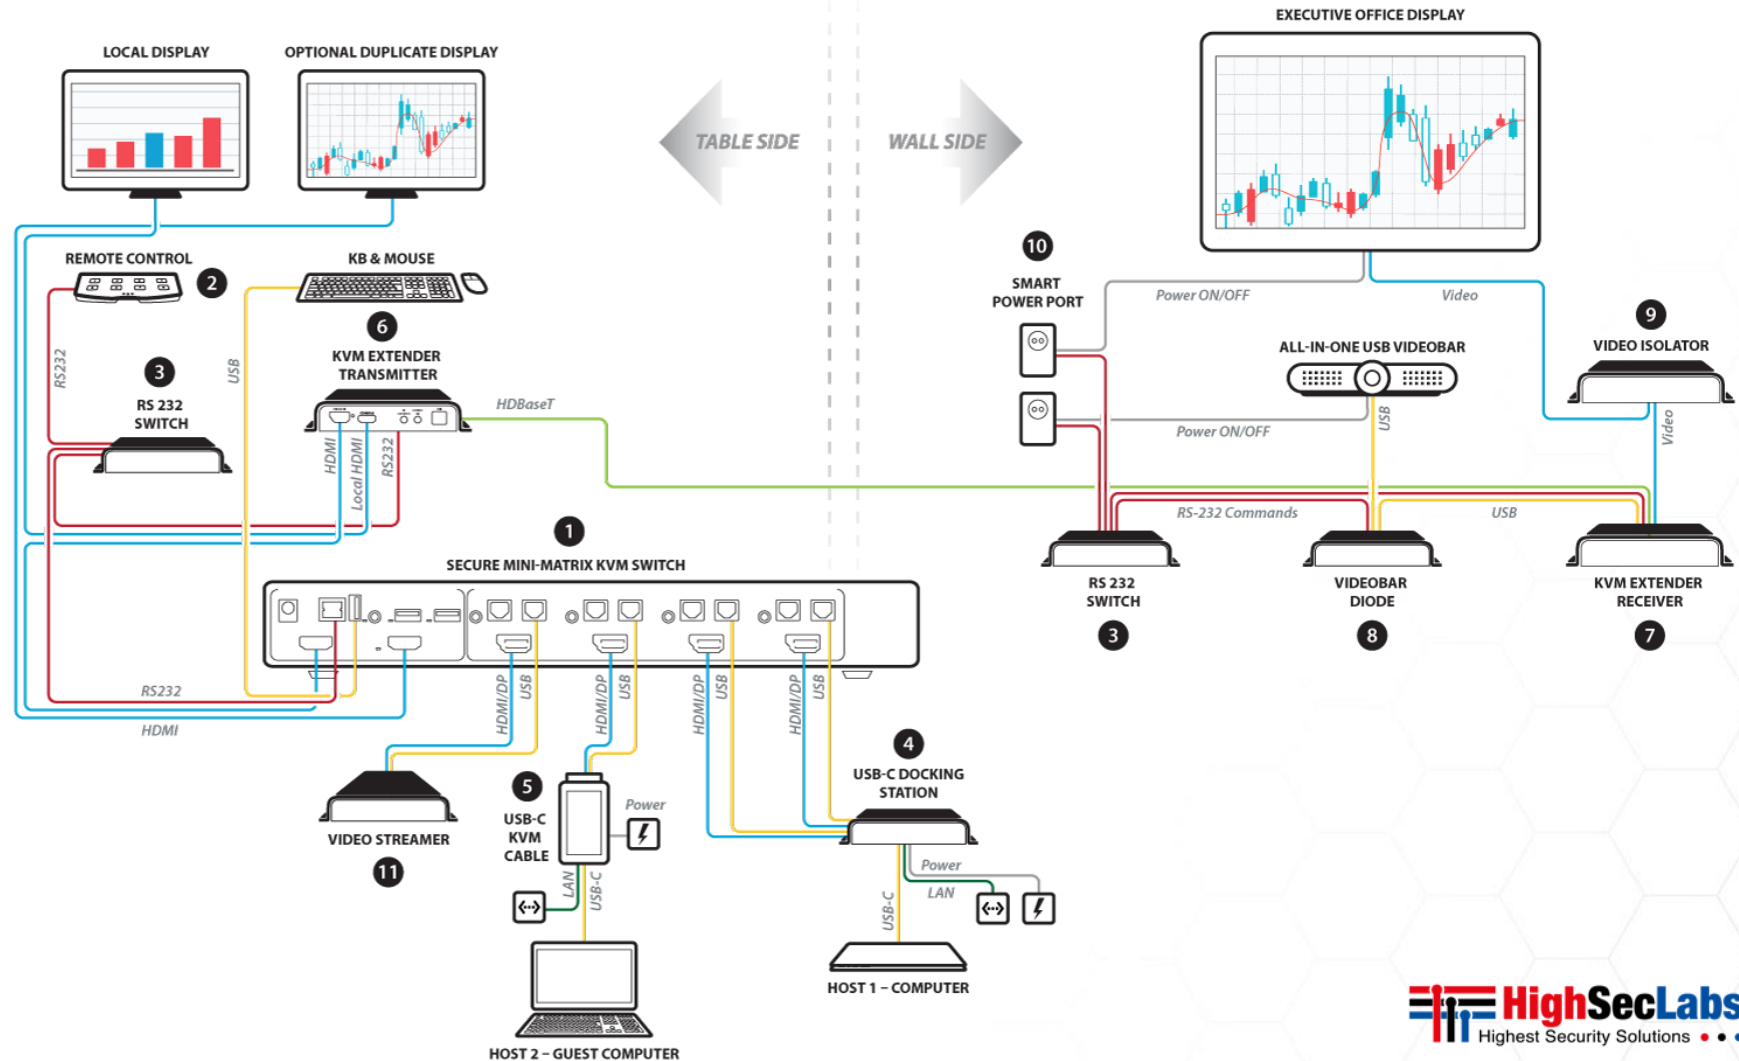 EXECUTIVE OFFICE DISPLAY
LOCAL DISPLAY
OPTIONAL DUPLICATE DISPLAY
TABLE SIDE
WALL SIDE
REMOTE CONTROL
2
KB & MOUSE
6
KVM EXTENDER
TRANSMITTER
RS232
USB
3
RS 232
SWITCH
HDBaseT
HDMI
Local HDMI
RS232
10
SMART
POWER PORT
Power ON/OFF
Video
9
VIDEO ISOLATOR
ALL-IN-ONE USB VIDEOBAR
Power ON/OFF
USB
Video
RS-232 Commands
USB
RS 232
SWITCH
3
VIDEOBAR
DIODE
8
KVM EXTENDER
RECEIVER
7
1
SECURE MINI-MATRIX KVM SWITCH
RS232
HDMI
HDMI/DP
USB
HDMI/DP
USB
HDMI/DP
USB
HDMI/DP
USB
VIDEO STREAMER
11
5
USB-C
KVM
CABLE
Power
LAN
USB-C
4
USB-C DOCKING
STATION
Power
LAN
USB-C
HOST 1 – COMPUTER
HOST 2 – GUEST COMPUTER
HighSecLabs
Highest Security Solutions